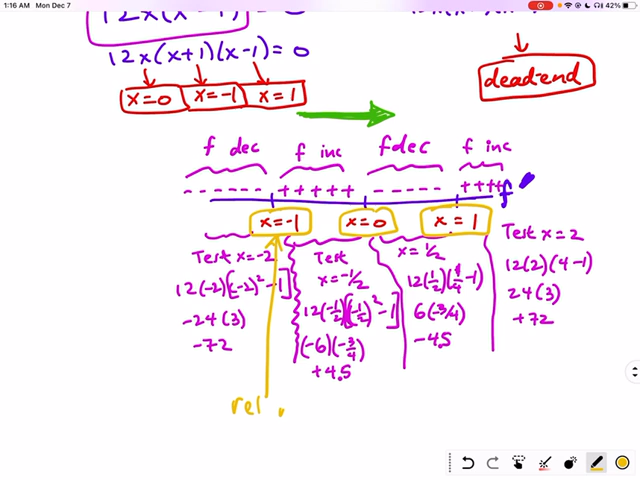 1:16 AM Mon Dec 7
42%
12x(x+1)(x-1)=0
dead-end
x=0 x=-1 x=1
f dec f inc f dec f inc
------ +++++ ----- ++++ f'
x=-1 x=0 x=1
Test x=-2 Test x=-1/2 x=1/2 Test x=2
12(-2)[(-2)²-1] 12(-1/2)[(-1/2)²-1] 12(1/2)(1/4-1) 12(2)(4-1)
-24(3) (-6)(-3/4) 6(-3/4) 24(3)
-72 +4.5 -4.5 +72
rel